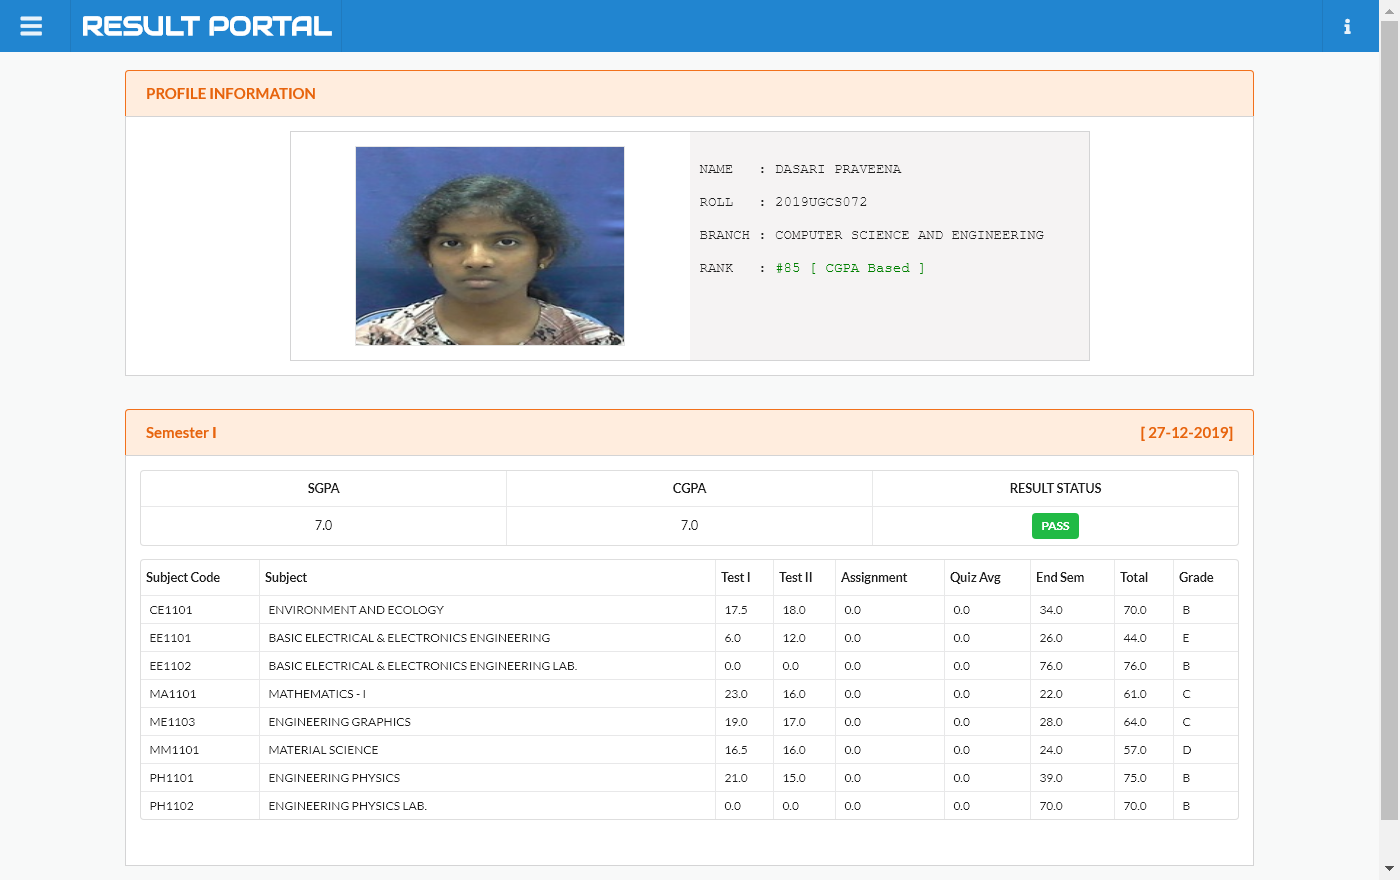 RESULT PORTAL
PROFILE INFORMATION
NAME : DASARI PRAVEENA
ROLL : 2019UGCS072
BRANCH : COMPUTER SCIENCE AND ENGINEERING
RANK : #85 [ CGPA Based ]
Semester I [ 27-12-2019]
SGPA CGPA RESULT STATUS
7.0 7.0 PASS
Subject Code Subject Test I Test II Assignment Quiz Avg End Sem Total Grade
CE1101 ENVIRONMENT AND ECOLOGY 17.5 18.0 0.0 0.0 34.0 70.0 B
EE1101 BASIC ELECTRICAL & ELECTRONICS ENGINEERING 6.0 12.0 0.0 0.0 26.0 44.0 E
EE1102 BASIC ELECTRICAL & ELECTRONICS ENGINEERING LAB. 0.0 0.0 0.0 0.0 76.0 76.0 B
MA1101 MATHEMATICS - I 23.0 16.0 0.0 0.0 22.0 61.0 C
ME1103 ENGINEERING GRAPHICS 19.0 17.0 0.0 0.0 28.0 64.0 C
MM1101 MATERIAL SCIENCE 16.5 16.0 0.0 0.0 24.0 57.0 D
PH1101 ENGINEERING PHYSICS 21.0 15.0 0.0 0.0 39.0 75.0 B
PH1102 ENGINEERING PHYSICS LAB. 0.0 0.0 0.0 0.0 70.0 70.0 B